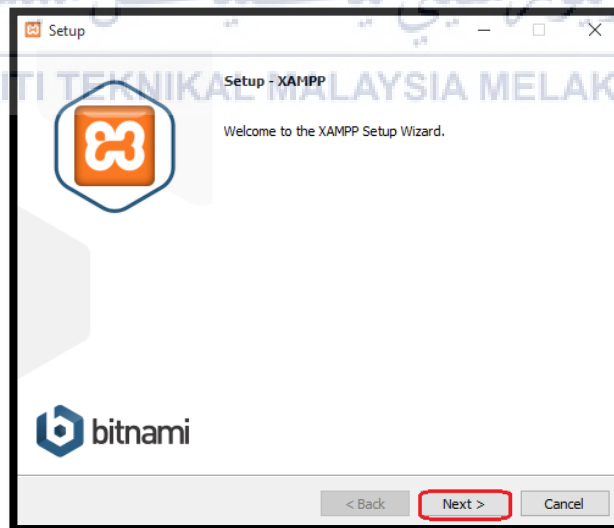 Setup
TI TEKNIKAL MALAYSIA MELAK
Setup - XAMPP
Welcome to the XAMPP Setup Wizard.
bitnami
< Back
Next >
Cancel